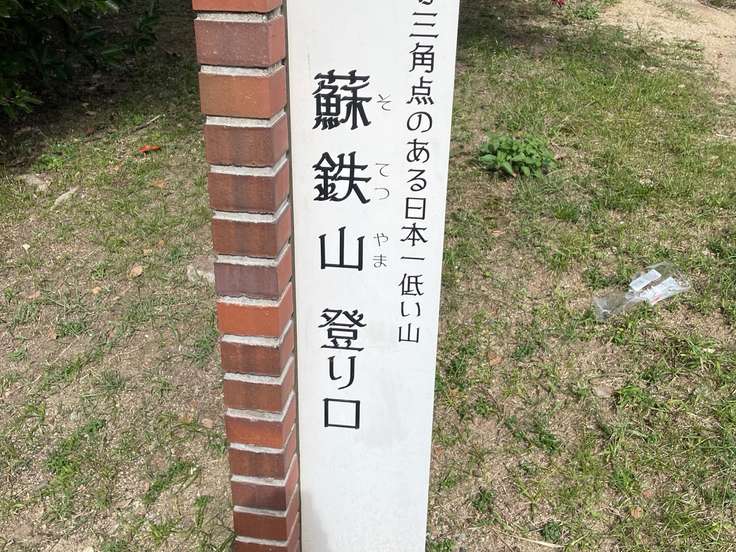 三角点のある日本一低い山
蘇鉄山登り口
そてつやま